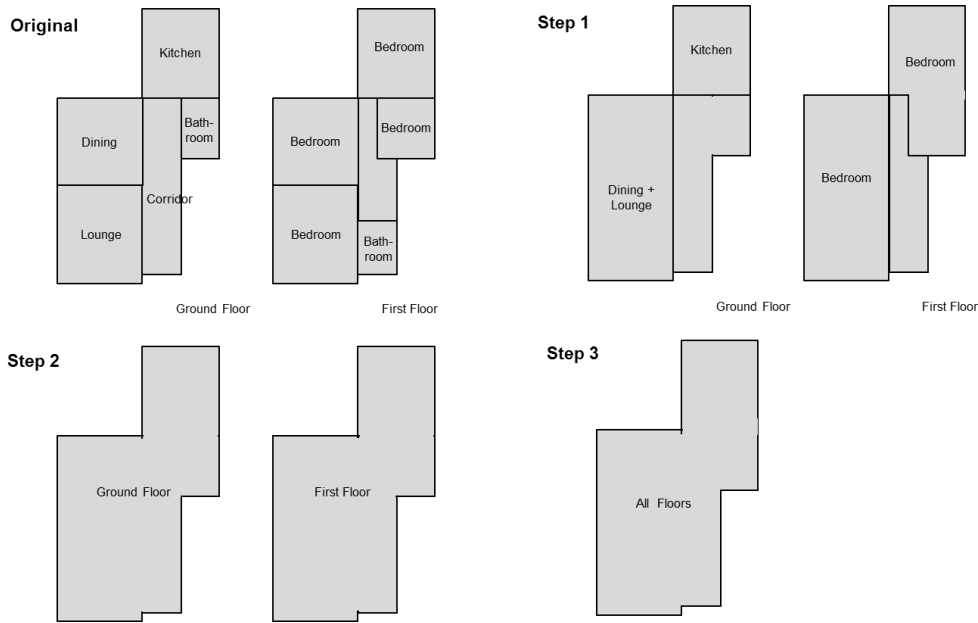 Original
Kitchen
Bedroom
Dining
Bath-
room
Bedroom
Bedroom
Corridor
Lounge
Bedroom
Bath-
room
Ground Floor
First Floor
Step 1
Kitchen
Bedroom
Dining +
Lounge
Bedroom
Ground Floor
First Floor
Step 2
Ground Floor
First Floor
Step 3
All Floors